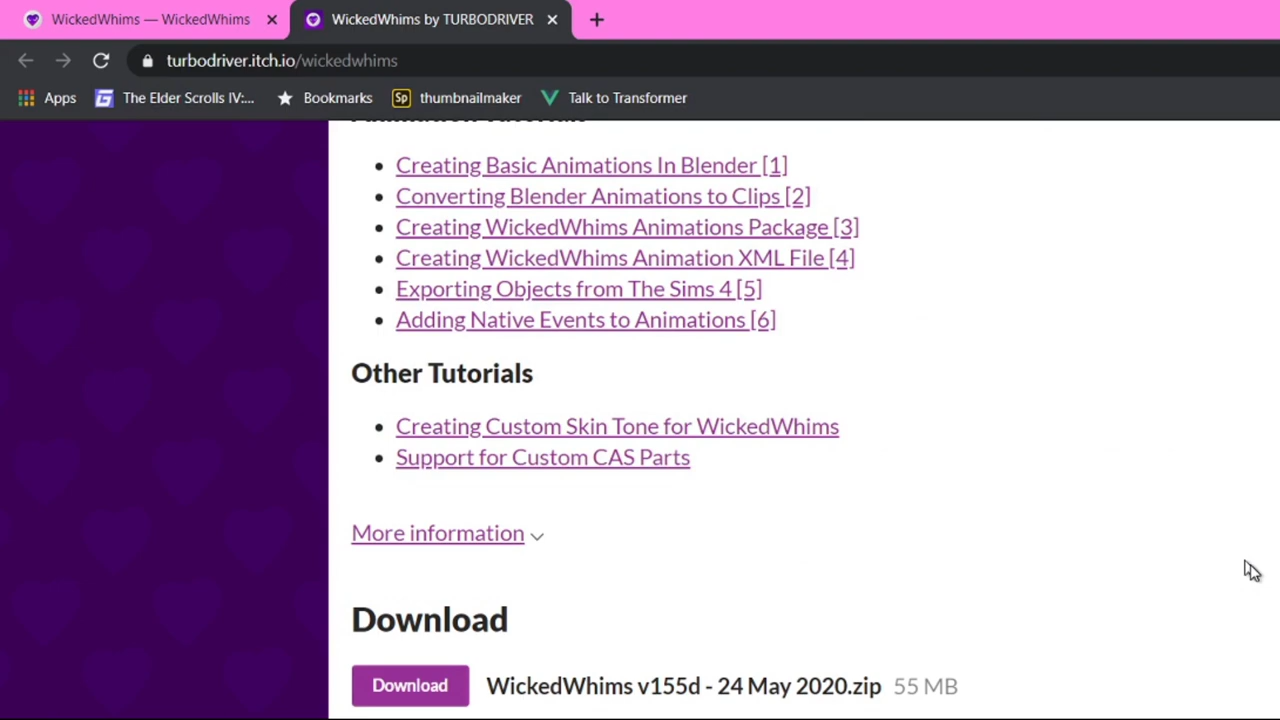 WickedWhims — WickedWhims
WickedWhims by TURBODRIVER
turbodriver.itch.io/wickedwhims
Apps
The Elder Scrolls IV:...
Bookmarks
Sp
thumbnailmaker
Talk to Transformer
Creating Basic Animations In Blender [1]
Converting Blender Animations to Clips [2]
Creating WickedWhims Animations Package [3]
Creating WickedWhims Animation XML File [4]
Exporting Objects from The Sims 4 [5]
Adding Native Events to Animations [6]
Other Tutorials
Creating Custom Skin Tone for WickedWhims
Support for Custom CAS Parts
More information
Download
Download
WickedWhims v155d - 24 May 2020.zip 55 MB